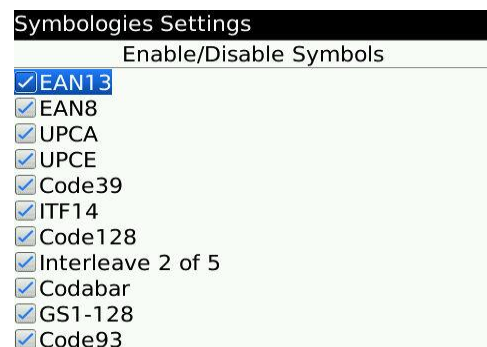 Symbologies Settings
Enable/Disable Symbols
EAN13
EAN8
UPCA
UPCE
Code39
ITF14
Code128
Interleave 2 of 5
Codabar
GS1-128
Code93